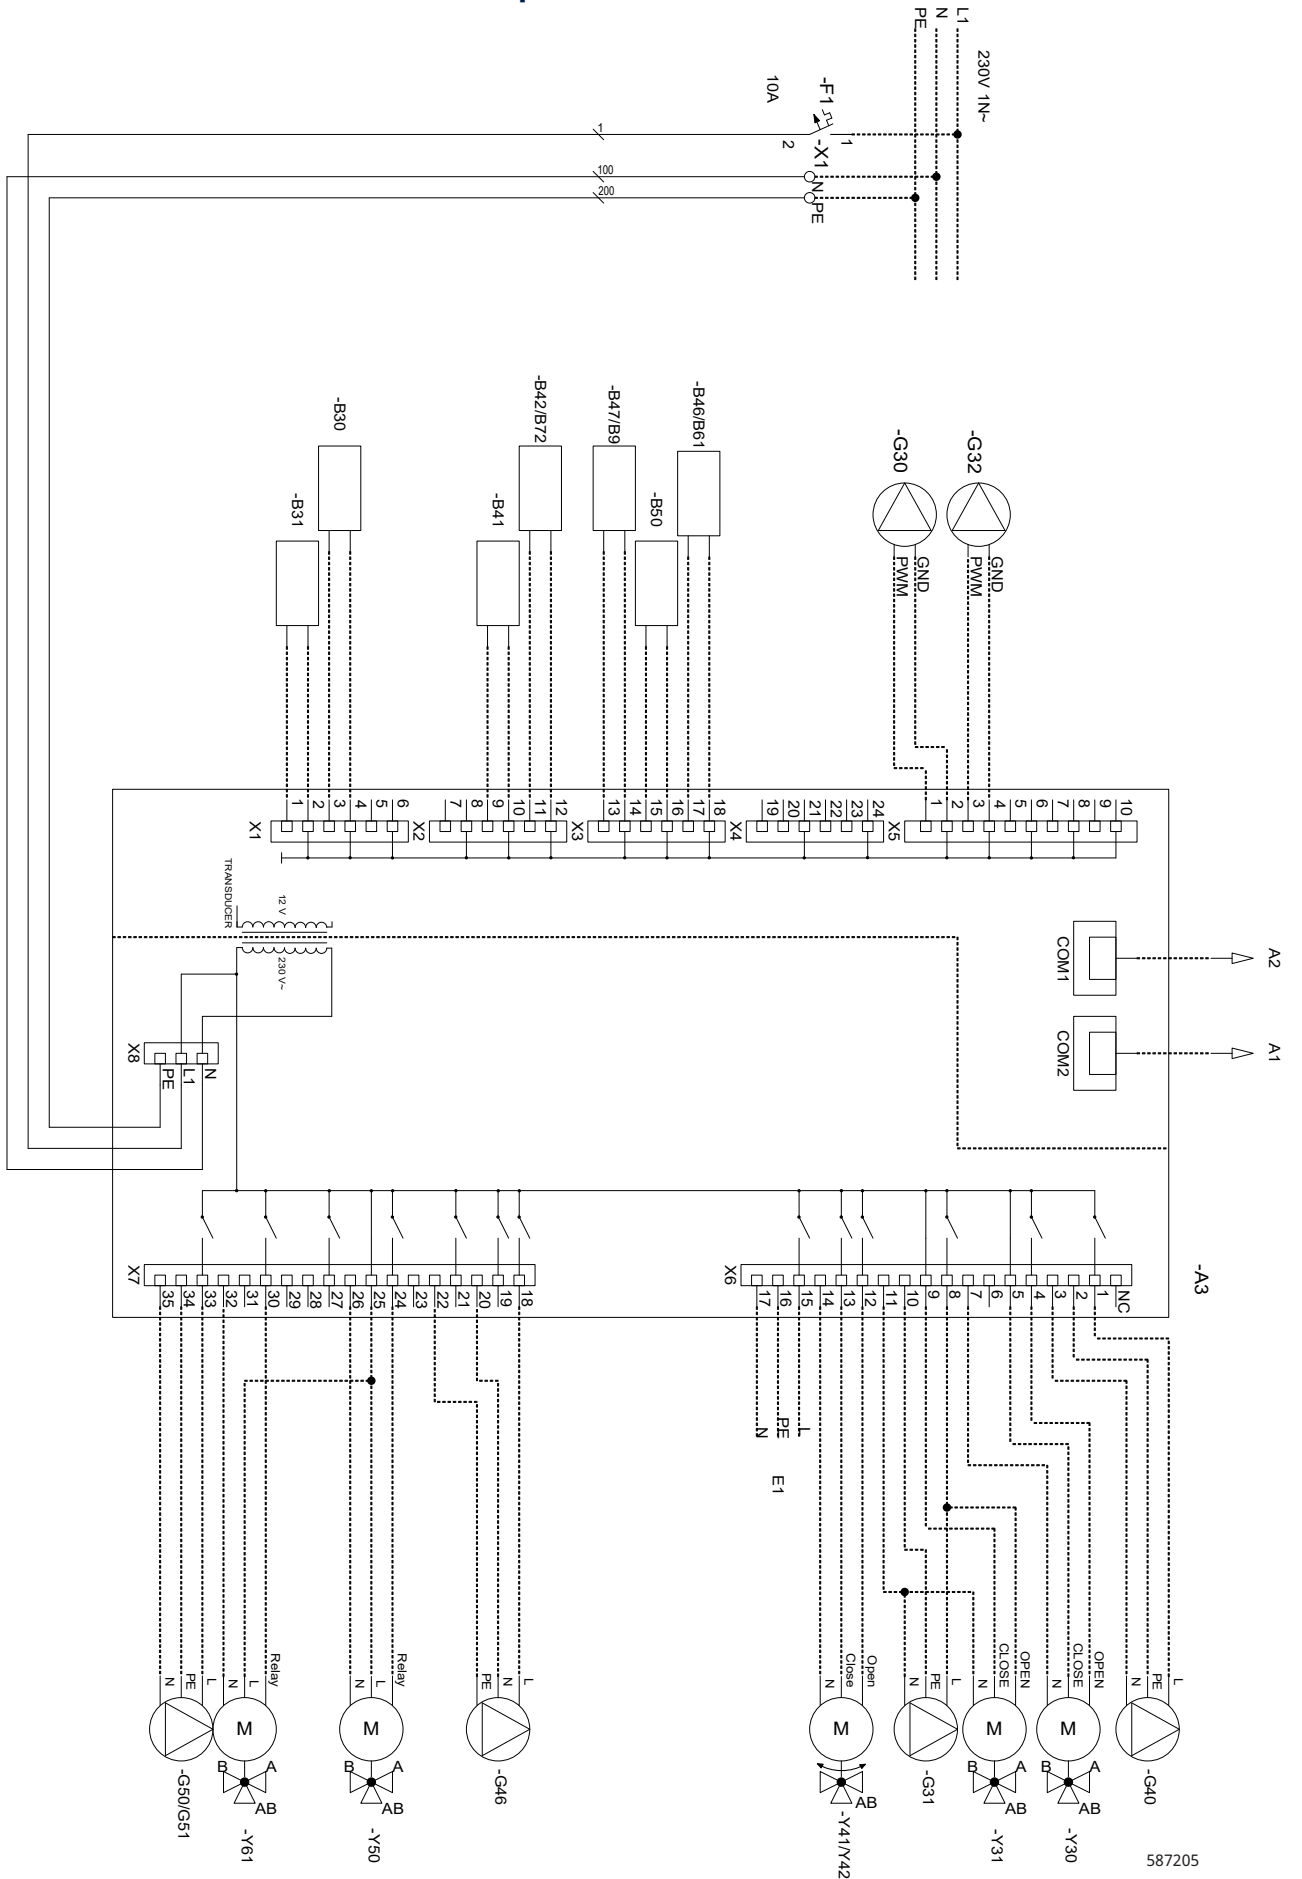 230V 1N~
L1
N
PE
-F1
10A
1
2
-X1
N
PE
1
100
200
-B30
-B31
-B42/B72
-B41
-B47/B9
-B50
-B46/B61
-G30
-G32
PWM
GND
PWM
GND
1 2 3 4 5 6
X1
7 8 9 10 11 12
X2
13 14 15 16 17 18
X3
19 20 21 22 23 24
X4
1 2 3 4 5 6 7 8 9 10
X5
TRANSDUCER
12 V
230 V~
COM1
A2
COM2
A1
X8
PE
L1
N
-A3
X7
35 34 33 32 31 30 29 28 27 26 25 24 23 22 21 20 19 18
X6
17 16 15 14 13 12 11 10 9 8 7 6 5 4 3 2 1 NC
N
PE
L
E1
N
PE
L
-G50/G51
N
L
Relay
M
B
A
AB
-Y61
N
L
Relay
M
B
A
AB
-Y50
PE
N
L
-G46
N
Close
Open
M
AB
-Y41/Y42
N
PE
L
-G31
N
CLOSE
OPEN
M
B
A
AB
-Y31
N
CLOSE
OPEN
M
B
A
AB
-Y30
N
PE
L
-G40
587205